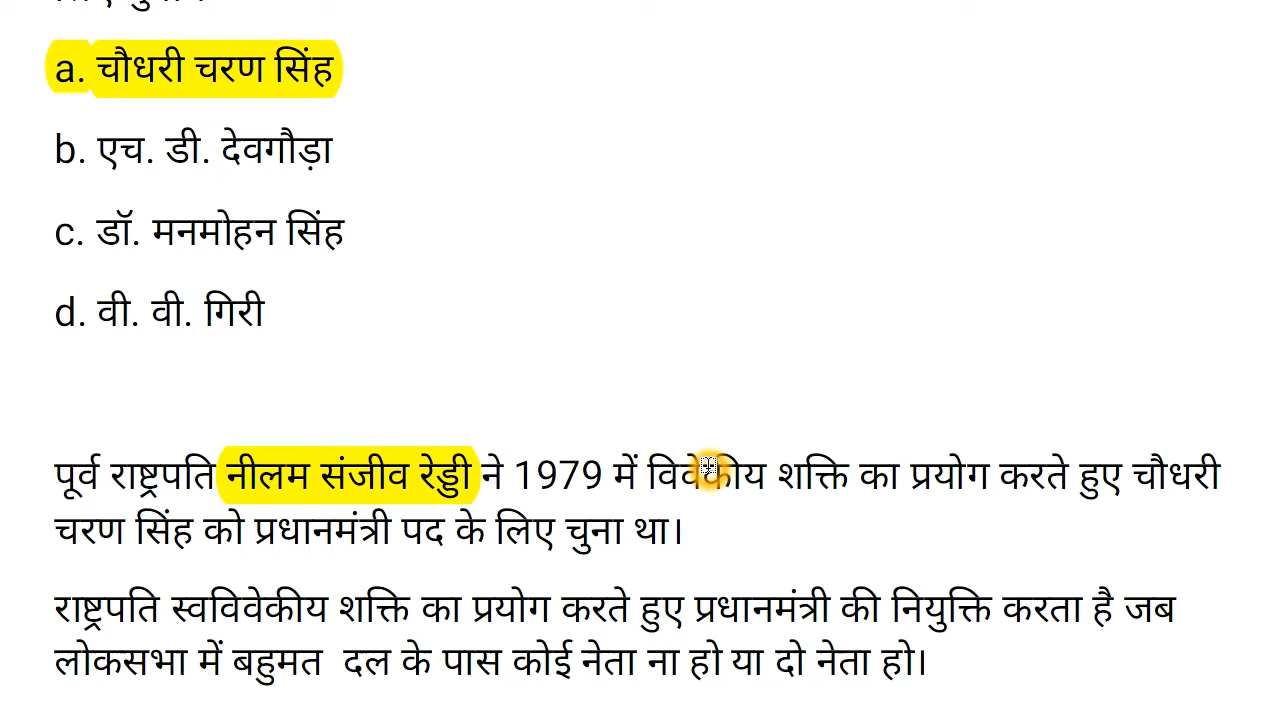 a. चौधरी चरण सिंह
b. एच. डी. देवगौड़ा
c. डॉ. मनमोहन सिंह
d. वी. वी. गिरी
पूर्व राष्ट्रपति नीलम संजीव रेड्डी ने 1979 में विवेकीय शक्ति का प्रयोग करते हुए चौधरी
चरण सिंह को प्रधानमंत्री पद के लिए चुना था।
राष्ट्रपति स्वविवेकीय शक्ति का प्रयोग करते हुए प्रधानमंत्री की नियुक्ति करता है जब
लोकसभा में बहुमत दल के पास कोई नेता ना हो या दो नेता हो।